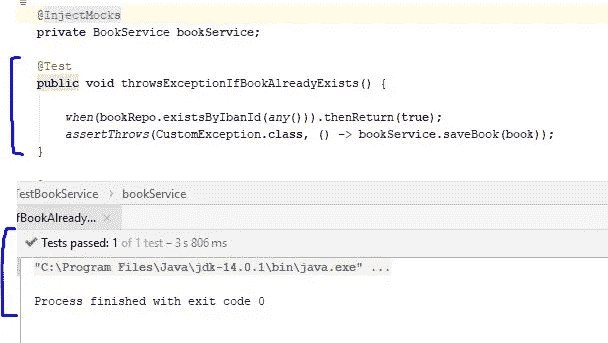 @InjectMocks
private BookService bookService;
@Test
public void throwsExceptionIfBookAlreadyExists() {
when(bookRepo.existsByIbanId(any())).thenReturn(true);
assertThrows(CustomException.class, () -> bookService.saveBook(book));
}
TestBookService › bookService
fBookAlready... ×
✔ Tests passed: 1 of 1 test – 3 s 806 ms
"C:\Program Files\Java\jdk-14.0.1\bin\java.exe" ...
Process finished with exit code 0